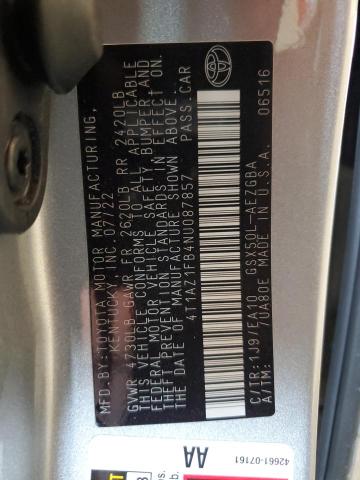 MFD.BY:TOYOTA MOTOR MANUFACTURING,
KENTUCKY, INC. 07/22
GVWR 4730LB GAWR FR 2620LB RR 2420LB
THIS VEHICLE CONFORMS TO ALL APPLICABLE
FEDERAL MOTOR VEHICLE SAFETY, BUMPER, AND
THEFT PREVENTION STANDARDS IN EFFECT ON
THE DATE OF MANUFACTURE SHOWN ABOVE.
4T1AZ1FB4NU087857 PASS.CAR
C/TR:1J9/EA40 GSX50L-AEZGBA
A/TM: /UA80E MADE IN U.S.A. 06516
42661-07161
AA